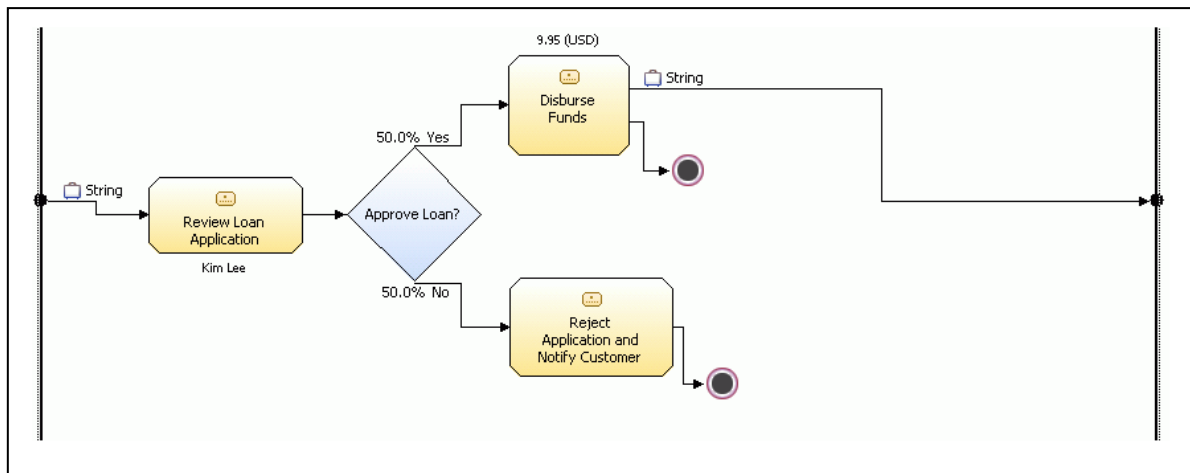 String
Review Loan
Application
Kim Lee
Approve Loan?
50.0% Yes
9.95 (USD)
Disburse
Funds
String
50.0% No
Reject
Application and
Notify Customer